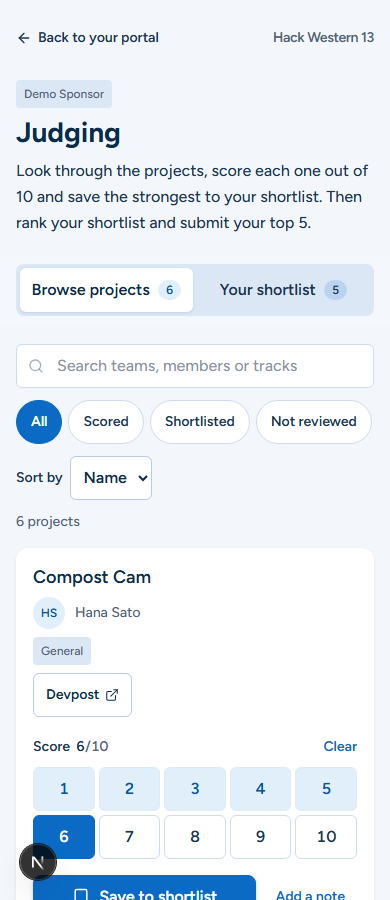 Back to your portal
Hack Western 13
Demo Sponsor
Judging
Look through the projects, score each one out of
10 and save the strongest to your shortlist. Then
rank your shortlist and submit your top 5.
Browse projects 6
Your shortlist 5
Search teams, members or tracks
All
Scored
Shortlisted
Not reviewed
Sort by
Name
6 projects
Compost Cam
HS
Hana Sato
General
Devpost
Score 6/10
Clear
1
2
3
4
5
6
7
8
9
10
N
Save to shortlist
Add a note